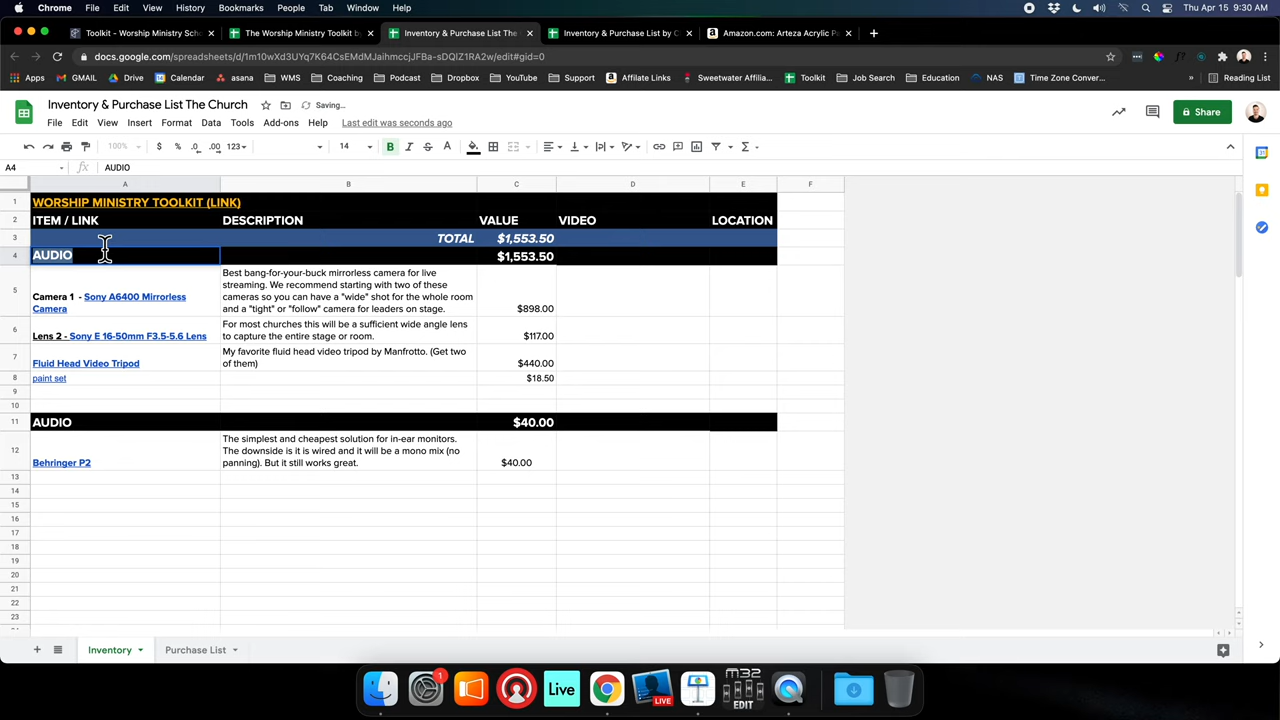 Chrome File Edit View History Bookmarks People Tab Window Help Thu Apr 15 9:30 AM
Toolkit - Worship Ministry Sch The Worship Ministry Toolkit b Inventory & Purchase List The Inventory & Purchase List by C Amazon.com: Arteza Acrylic Pa
docs.google.com/spreadsheets/d/1m10wXd3UYq7K64CsEMdMJaihmccjJFBa-sDQIZ1RA2w/edit#gid=0
Apps GMAIL Drive Calendar asana WMS Coaching Podcast Dropbox YouTube Support Affilate Links Sweetwater Affilia... Toolkit Job Search Education NAS Time Zone Conver... » Reading List
Inventory & Purchase List The Church Saving...
File Edit View Insert Format Data Tools Add-ons Help Last edit was seconds ago
Share
100% $ % .0 .00 123 14 B I S A
A4 fx AUDIO
A B C D E F
1 WORSHIP MINISTRY TOOLKIT (LINK)
2 ITEM / LINK DESCRIPTION VALUE VIDEO LOCATION
3 TOTAL $1,553.50
4 AUDIO $1,553.50
Best bang-for-your-buck mirrorless camera for live
streaming. We recommend starting with two of these
5 Camera 1 - Sony A6400 Mirrorless cameras so you can have a "wide" shot for the whole room
Camera and a "tight" or "follow" camera for leaders on stage. $898.00
For most churches this will be a sufficient wide angle lens
6 Lens 2 - Sony E 16-50mm F3.5-5.6 Lens to capture the entire stage or room. $117.00
My favorite fluid head video tripod by Manfrotto. (Get two
7 Fluid Head Video Tripod of them) $440.00
8 paint set $18.50
9
10
11 AUDIO $40.00
The simplest and cheapest solution for in-ear monitors.
12 The downside is it is wired and it will be a mono mix (no
Behringer P2 panning). But it still works great. $40.00
13
14
15
16
17
18
19
20
21
22
23
Inventory Purchase List
1 Live LIVE M32 EDIT